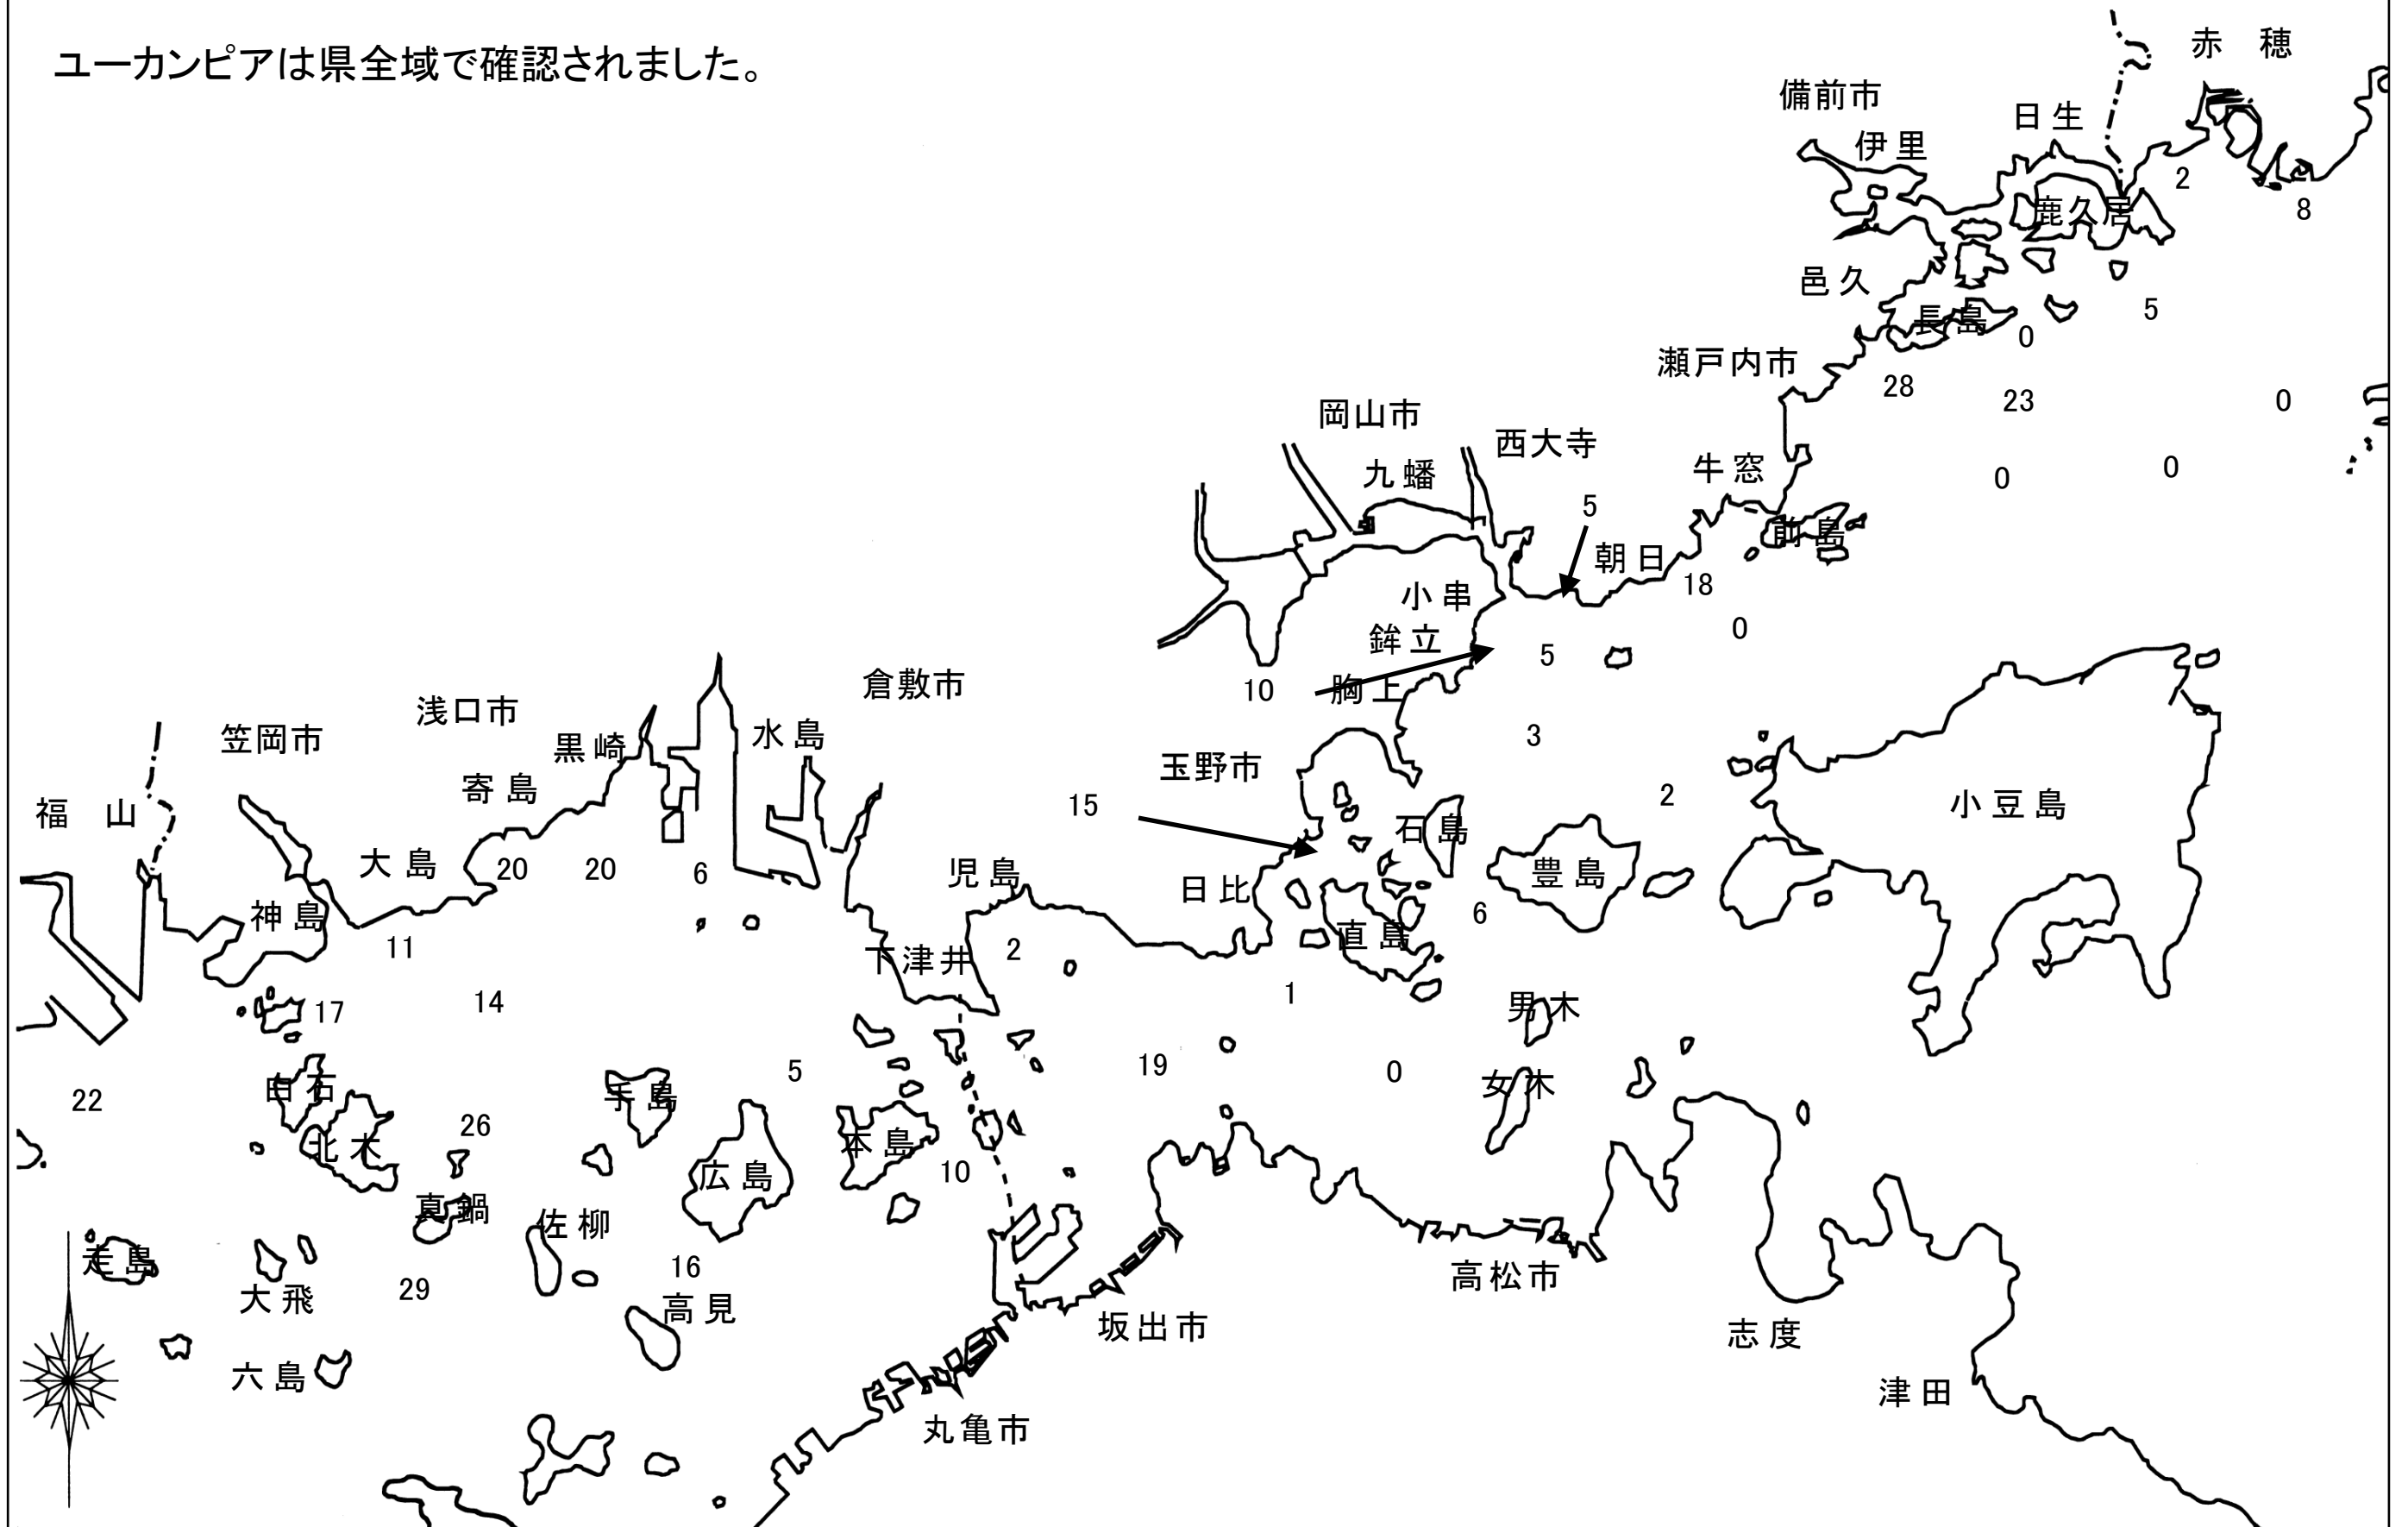 ユーカンピアは県全域で確認されました。
赤 穂
備前市
日生
伊里
2
鹿久居
8
邑久
5
長島
0
瀬戸内市
28
23
0
岡山市
西大寺
九蟠
牛窓
0
0
5
前島
朝日
18
小串
0
鉾立
5
10
胸上
倉敷市
浅口市
笠岡市
黒崎
水島
3
玉野市
寄島
2
15
小豆島
福 山
石島
大島
20
20
6
児島
日比
豊島
神島
6
直島
11
下津井
2
1
14
17
男木
19
5
0
白石
手島
女木
22
26
北木
本島
10
広島
真鍋
佐柳
走島
16
高松市
29
大飛
高見
坂出市
志度
六島
津田
丸亀市